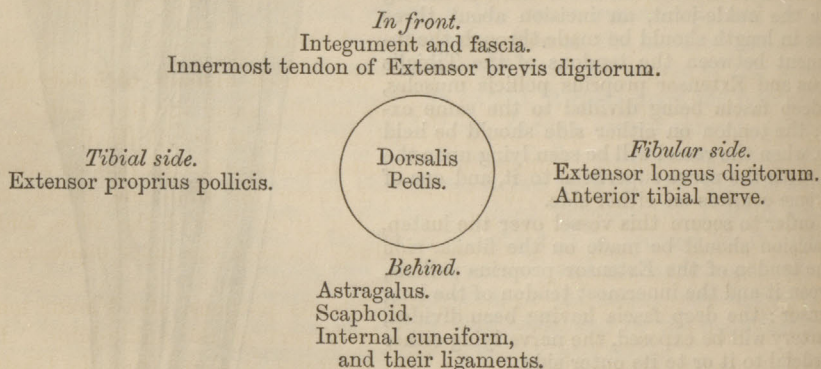 In front.
Integument and fascia.
Innermost tendon of Extensor brevis digitorum.
Tibial side.
Extensor proprius pollicis.
Dorsalis
Pedis.
Fibular side.
Extensor longus digitorum.
Anterior tibial nerve.
Behind.
Astragalus.
Scaphoid.
Internal cuneiform,
and their ligaments.